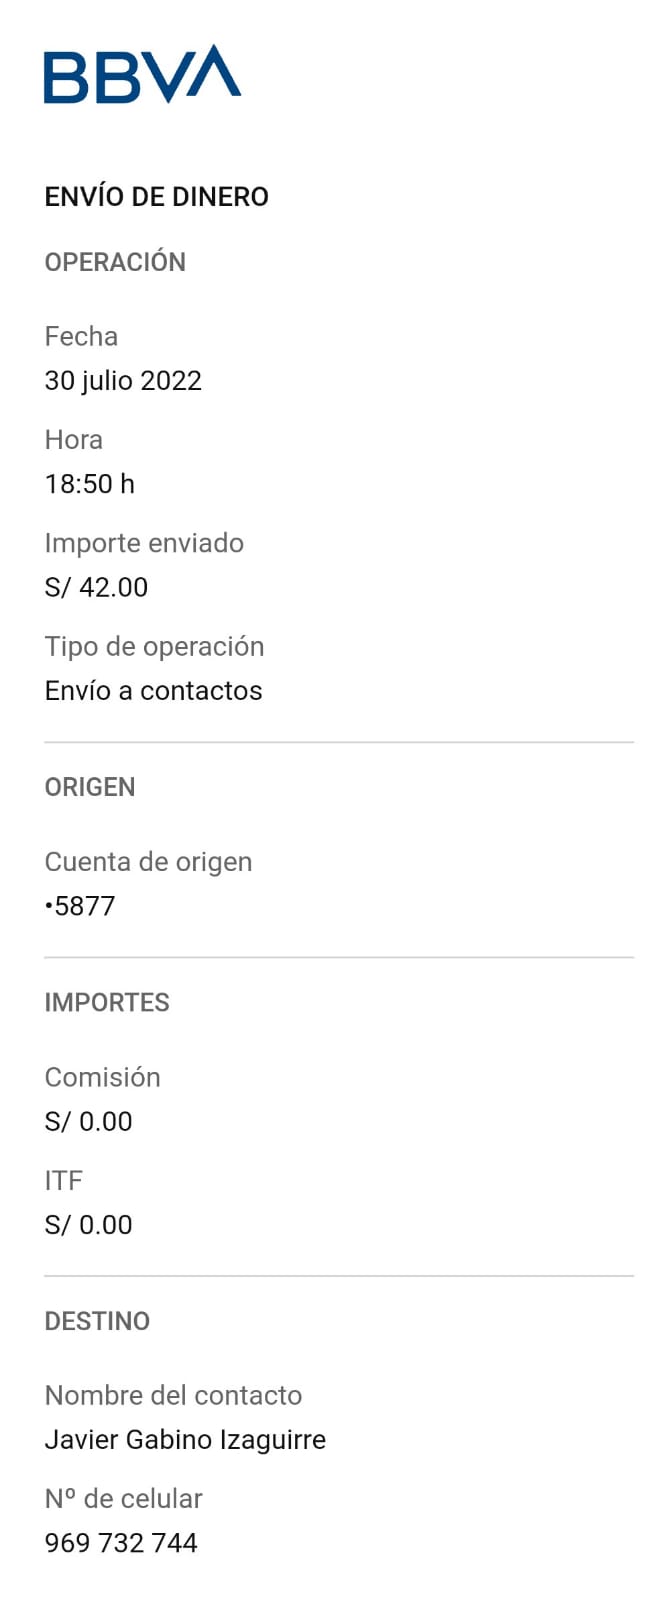 BBVA
ENVÍO DE DINERO
OPERACIÓN
Fecha
30 julio 2022
Hora
18:50 h
Importe enviado
S/ 42.00
Tipo de operación
Envío a contactos
ORIGEN
Cuenta de origen
•5877
IMPORTES
Comisión
S/ 0.00
ITF
S/ 0.00
DESTINO
Nombre del contacto
Javier Gabino Izaguirre
Nº de celular
969 732 744